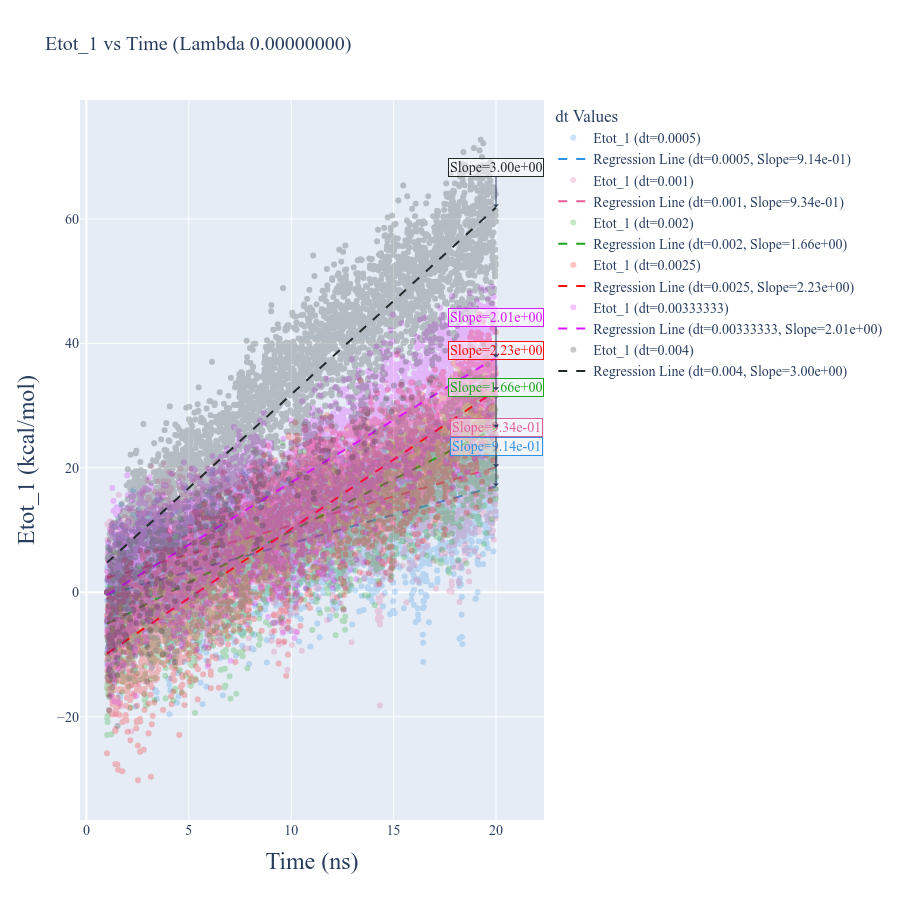 Etot_1 vs Time (Lambda 0.00000000)
dt Values
Etot_1 (dt=0.0005)
Regression Line (dt=0.0005, Slope=9.14e-01)
Etot_1 (dt=0.001)
Regression Line (dt=0.001, Slope=9.34e-01)
Etot_1 (dt=0.002)
Regression Line (dt=0.002, Slope=1.66e+00)
Etot_1 (dt=0.0025)
Regression Line (dt=0.0025, Slope=2.23e+00)
Etot_1 (dt=0.00333333)
Regression Line (dt=0.00333333, Slope=2.01e+00)
Etot_1 (dt=0.004)
Regression Line (dt=0.004, Slope=3.00e+00)
Slope=3.00e+00
Slope=2.01e+00
Slope=2.23e+00
Slope=1.66e+00
Slope=9.34e-01
Slope=9.14e-01
60
40
20
0
−20
Etot_1 (kcal/mol)
0
5
10
15
20
Time (ns)